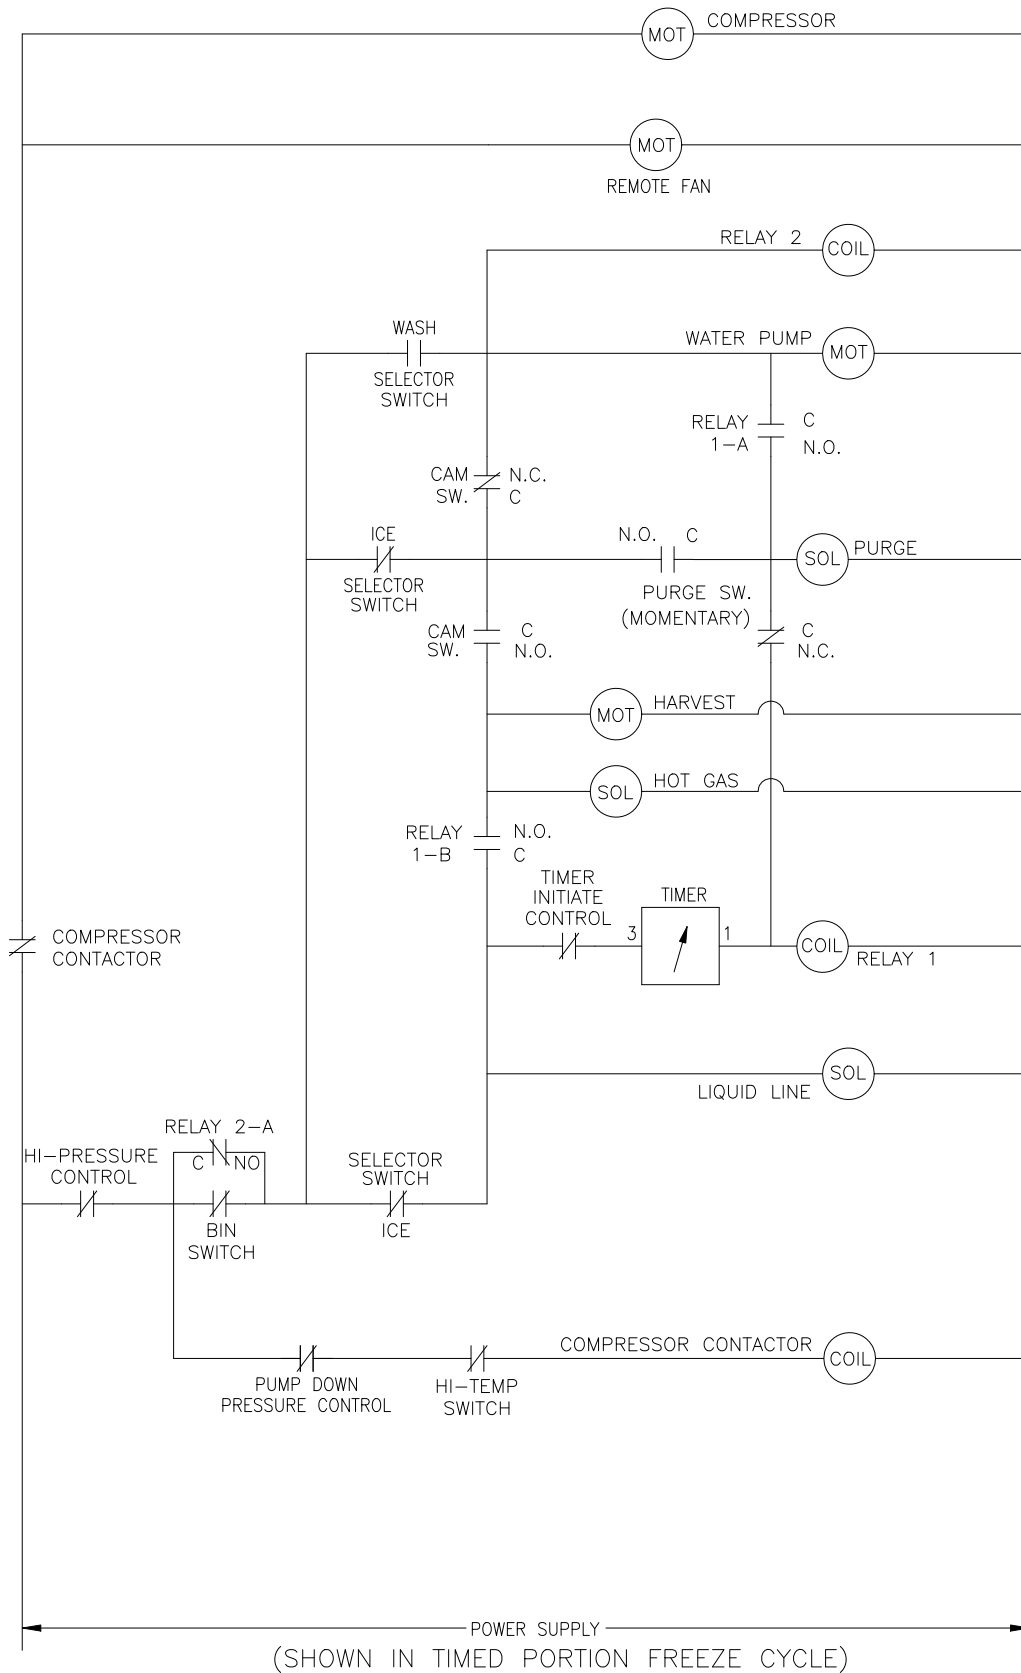 MOT COMPRESSOR
MOT
REMOTE FAN
RELAY 2 COIL
WASH
SELECTOR
SWITCH
WATER PUMP MOT
RELAY
1-A
C
N.O.
CAM
SW.
N.C.
C
ICE
SELECTOR
SWITCH
N.O. C
PURGE SW.
(MOMENTARY)
SOL PURGE
CAM
SW.
C
N.O.
C
N.C.
MOT HARVEST
SOL HOT GAS
RELAY
1-B
N.O.
C
TIMER
INITIATE
CONTROL
TIMER
3 1
COIL RELAY 1
COMPRESSOR
CONTACTOR
SOL
LIQUID LINE
RELAY 2-A
C NO
HI-PRESSURE
CONTROL
BIN
SWITCH
SELECTOR
SWITCH
ICE
PUMP DOWN
PRESSURE CONTROL
HI-TEMP
SWITCH
COMPRESSOR CONTACTOR COIL
POWER SUPPLY
(SHOWN IN TIMED PORTION FREEZE CYCLE)